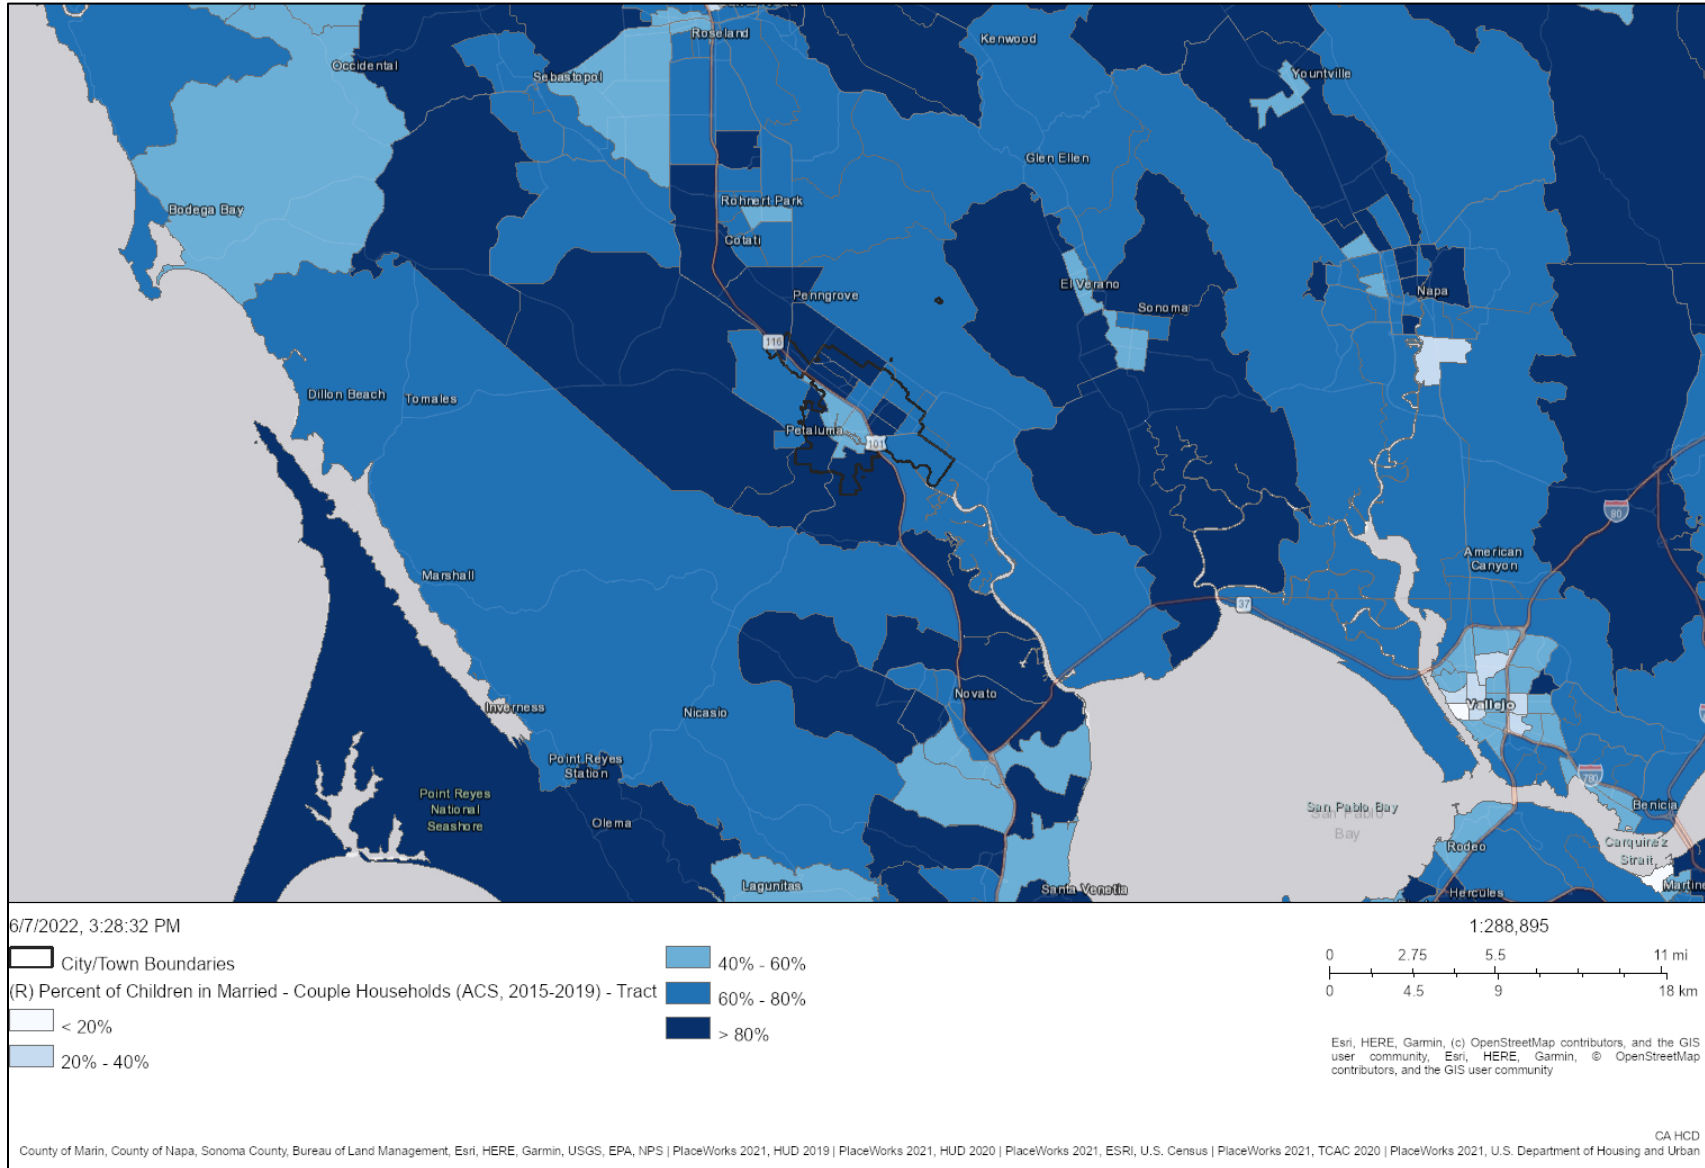 Roseland
Kenwood
Occidental
Sebastopol
Yountville
Glen Ellen
Bodega Bay
Rohnert Park
Cotati
El Verano
Penngrove
Sonoma
Napa
116
Dillon Beach
Tomales
Petaluma
101
80
American
Canyon
Marshall
37
Novato
Inverness
Nicasio
Vallejo
Point Reyes
Station
780
Point Reyes
National
Seashore
Olema
San Pablo Bay
San Pablo
Bay
Benicia
Carquinez
Strait
Rodeo
Lagunitas
Santa Venetia
Hercules
Martine
6/7/2022, 3:28:32 PM
City/Town Boundaries
(R) Percent of Children in Married - Couple Households (ACS, 2015-2019) - Tract
< 20%
20% - 40%
40% - 60%
60% - 80%
> 80%
1:288,895
0 2.75 5.5 11 mi
0 4.5 9 18 km
Esri, HERE, Garmin, (c) OpenStreetMap contributors, and the GIS
user community, Esri, HERE, Garmin, © OpenStreetMap
contributors, and the GIS user community
CA HCD
County of Marin, County of Napa, Sonoma County, Bureau of Land Management, Esri, HERE, Garmin, USGS, EPA, NPS | PlaceWorks 2021, HUD 2019 | PlaceWorks 2021, HUD 2020 | PlaceWorks 2021, ESRI, U.S. Census | PlaceWorks 2021, TCAC 2020 | PlaceWorks 2021, U.S. Department of Housing and Urban